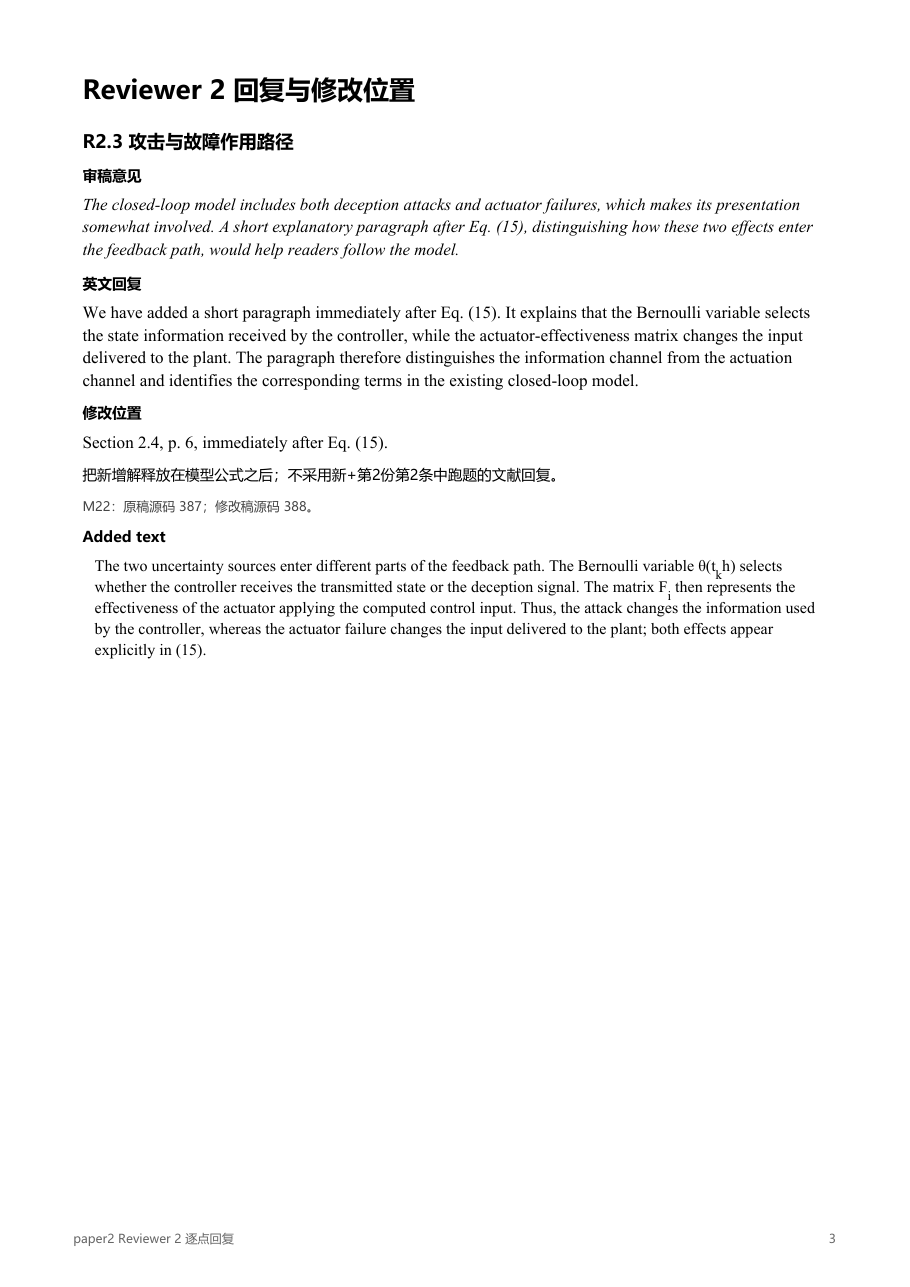 Reviewer 2 回复与修改位置
R2.3 攻击与故障作用路径
审稿意见
The closed-loop model includes both deception attacks and actuator failures, which makes its presentation
somewhat involved. A short explanatory paragraph after Eq. (15), distinguishing how these two effects enter
the feedback path, would help readers follow the model.
英文回复
We have added a short paragraph immediately after Eq. (15). It explains that the Bernoulli variable selects
the state information received by the controller, while the actuator-effectiveness matrix changes the input
delivered to the plant. The paragraph therefore distinguishes the information channel from the actuation
channel and identifies the corresponding terms in the existing closed-loop model.
修改位置
Section 2.4, p. 6, immediately after Eq. (15).
把新增解释放在模型公式之后；不采用新+第2份第2条中跑题的文献回复。
M22：原稿源码 387；修改稿源码 388。
Added text
The two uncertainty sources enter different parts of the feedback path. The Bernoulli variable θ(tₖh) selects
whether the controller receives the transmitted state or the deception signal. The matrix Fᵢ then represents the
effectiveness of the actuator applying the computed control input. Thus, the attack changes the information used
by the controller, whereas the actuator failure changes the input delivered to the plant; both effects appear
explicitly in (15).
paper2 Reviewer 2 逐点回复 3